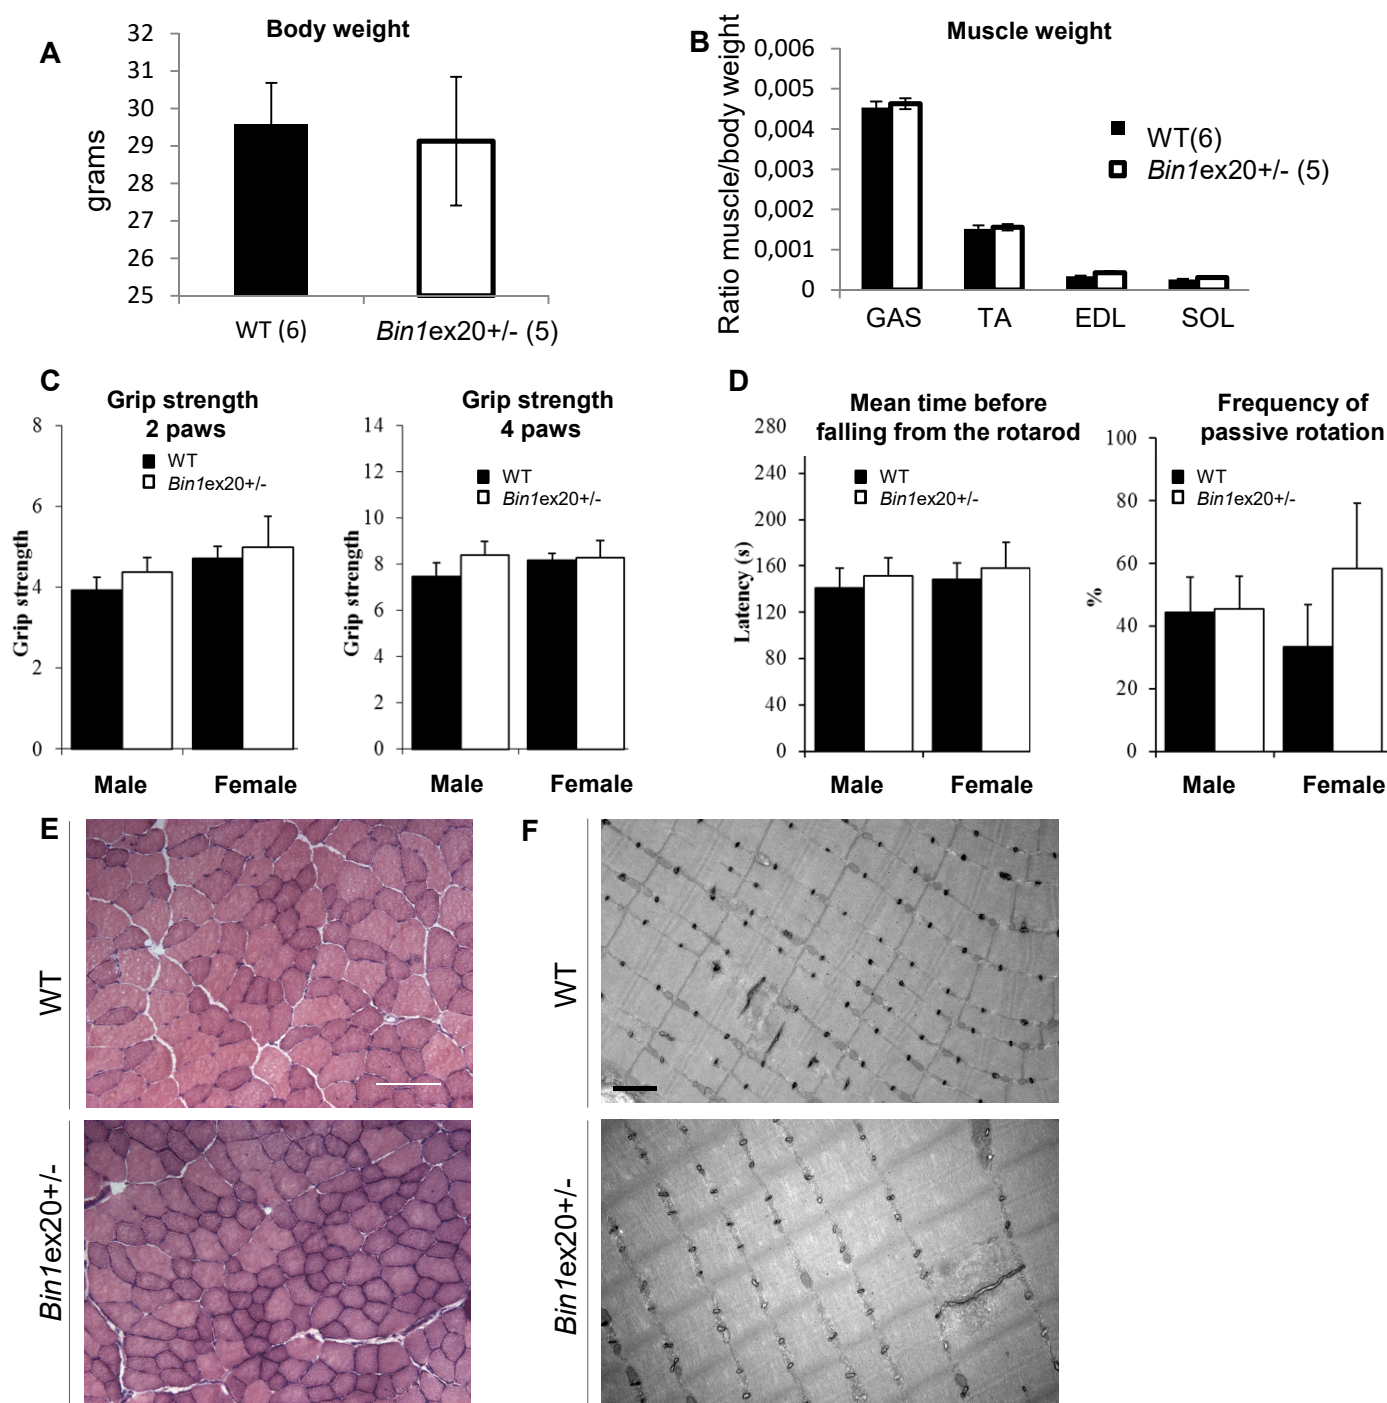 A
Body weight
32
31
30
29
28
27
26
25
grams
WT (6)
Bin1ex20+/- (5)
B
Muscle weight
Ratio muscle/body weight
0,006
0,005
0,004
0,003
0,002
0,001
0
WT(6)
Bin1ex20+/- (5)
GAS
TA
EDL
SOL
C
Grip strength
2 paws
WT
Bin1ex20+/-
Grip strength
8
6
4
2
0
Male
Female
Grip strength
4 paws
WT
Bin1ex20+/-
Grip strength
14
12
10
8
6
4
2
0
Male
Female
D
Mean time before
falling from the rotarod
WT
Bin1ex20+/-
Latency (s)
280
240
200
160
120
80
40
0
Male
Female
Frequency of
passive rotation
WT
Bin1ex20+/-
%
100
80
60
40
20
0
Male
Female
E
WT
Bin1ex20+/-
F
WT
Bin1ex20+/-